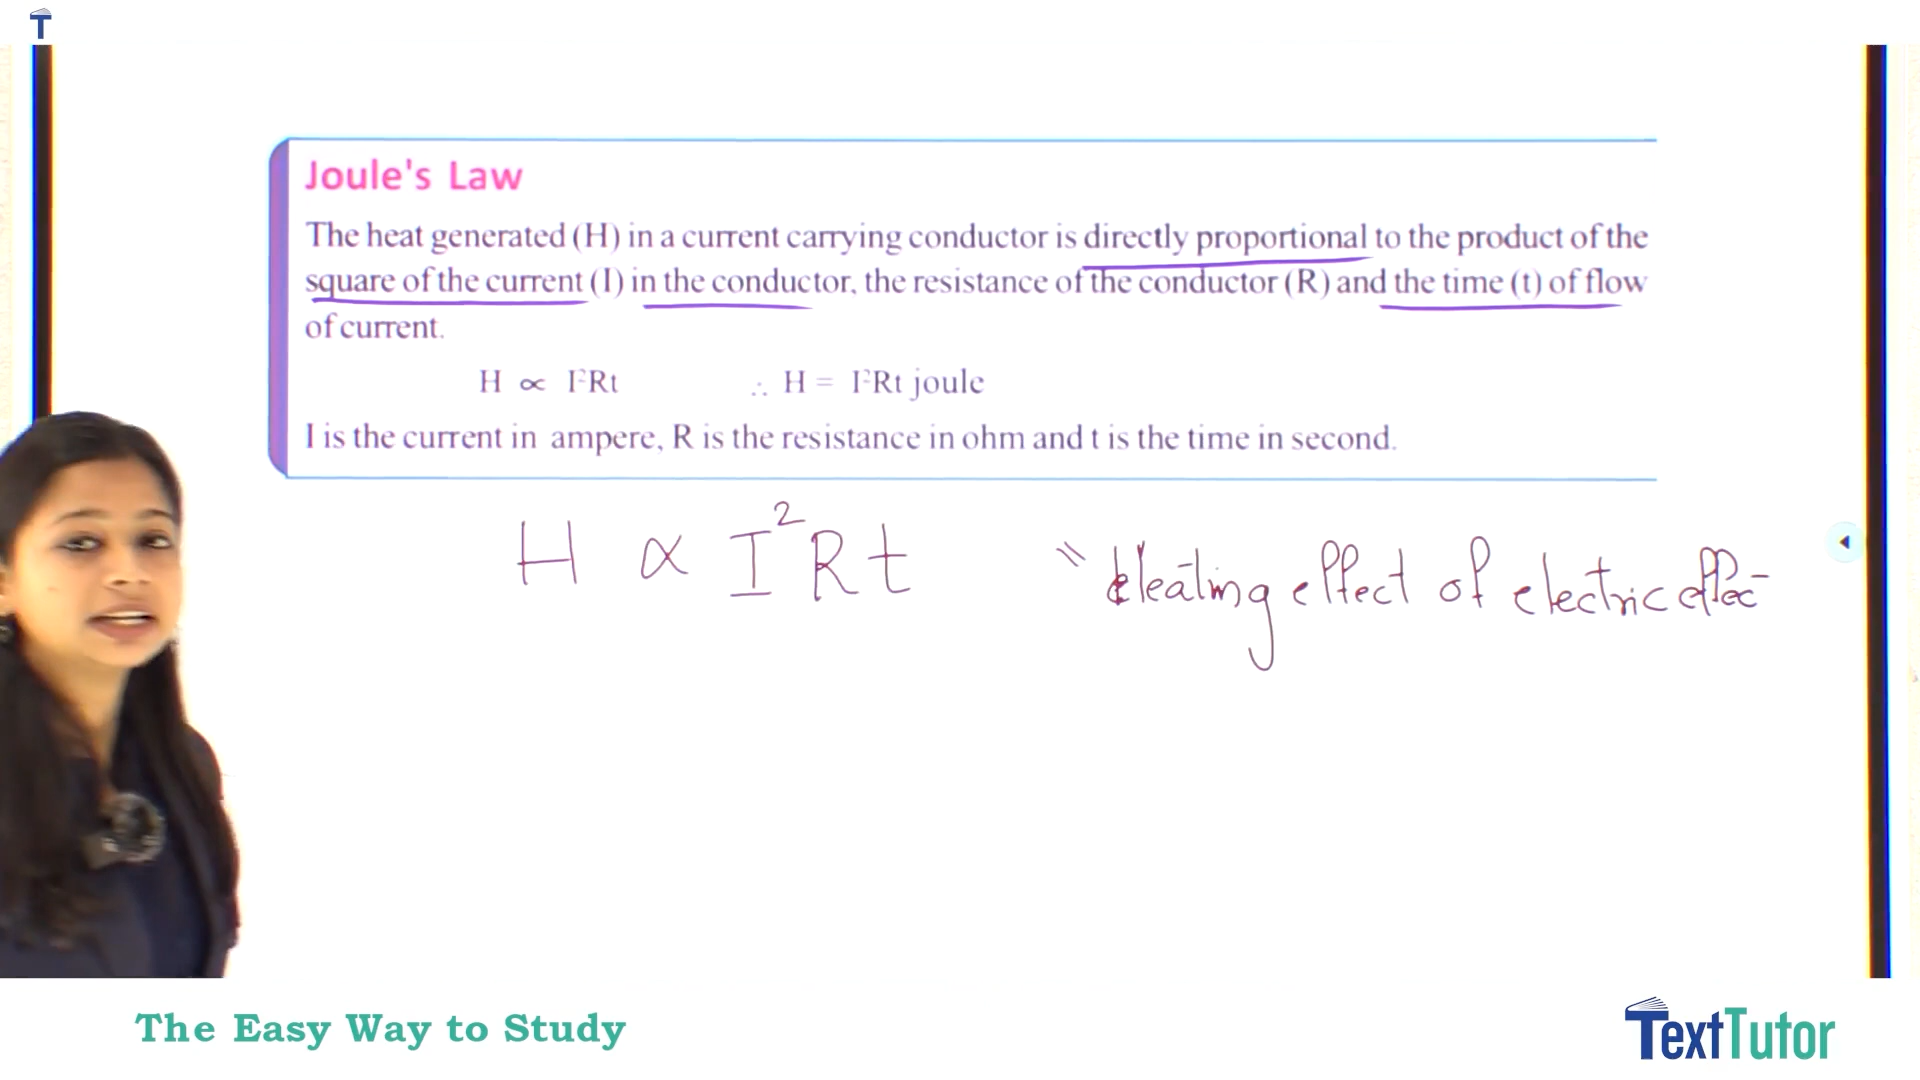 T
Joule's Law
The heat generated (H) in a current carrying conductor is directly proportional to the product of the
square of the current (I) in the conductor, the resistance of the conductor (R) and the time (t) of flow
of current.
H ∝ I²Rt ∴ H = I²Rt joule
I is the current in ampere, R is the resistance in ohm and t is the time in second.
H ∝ I²Rt "Heating effect of electric effec
The Easy Way to Study
TextTutor